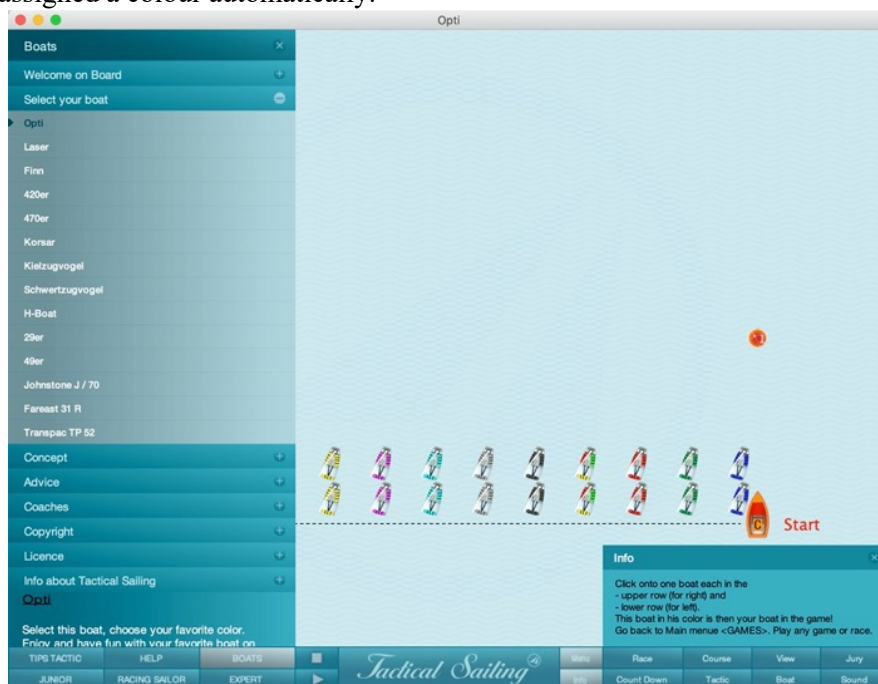 assigned a colour automatically.
Opti
Boats
Welcome on Board
Select your boat
Opti
Laser
Finn
420er
470er
Korsar
Kielzugvogel
Schwertzugvogel
H-Boat
29er
49er
Johnstone J / 70
Fareast 31 R
Transpac TP 52
Concept
Advice
Coaches
Copyright
Licence
Info about Tactical Sailing
Opti
Select this boat, choose your favorite color.
Enjoy and have fun with your favorite boat on
1
C
Start
Info
Click onto one boat each in the
- upper row (for right) and
- lower row (for left).
This boat in his color is then your boat in the game!
Go back to Main menue <GAMES>. Play any game or race.
TIPS TACTIC HELP BOATS
JUNIOR RACING SAILOR EXPERT
Tactical Sailing
Menu Race Course View Jury
Info Count Down Tactic Boat Sound